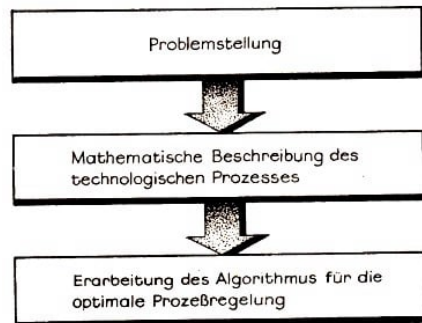 Problemstellung
Mathematische Beschreibung des
technologischen Prozesses
Erarbeitung des Algorithmus für die
optimale Prozeßregelung